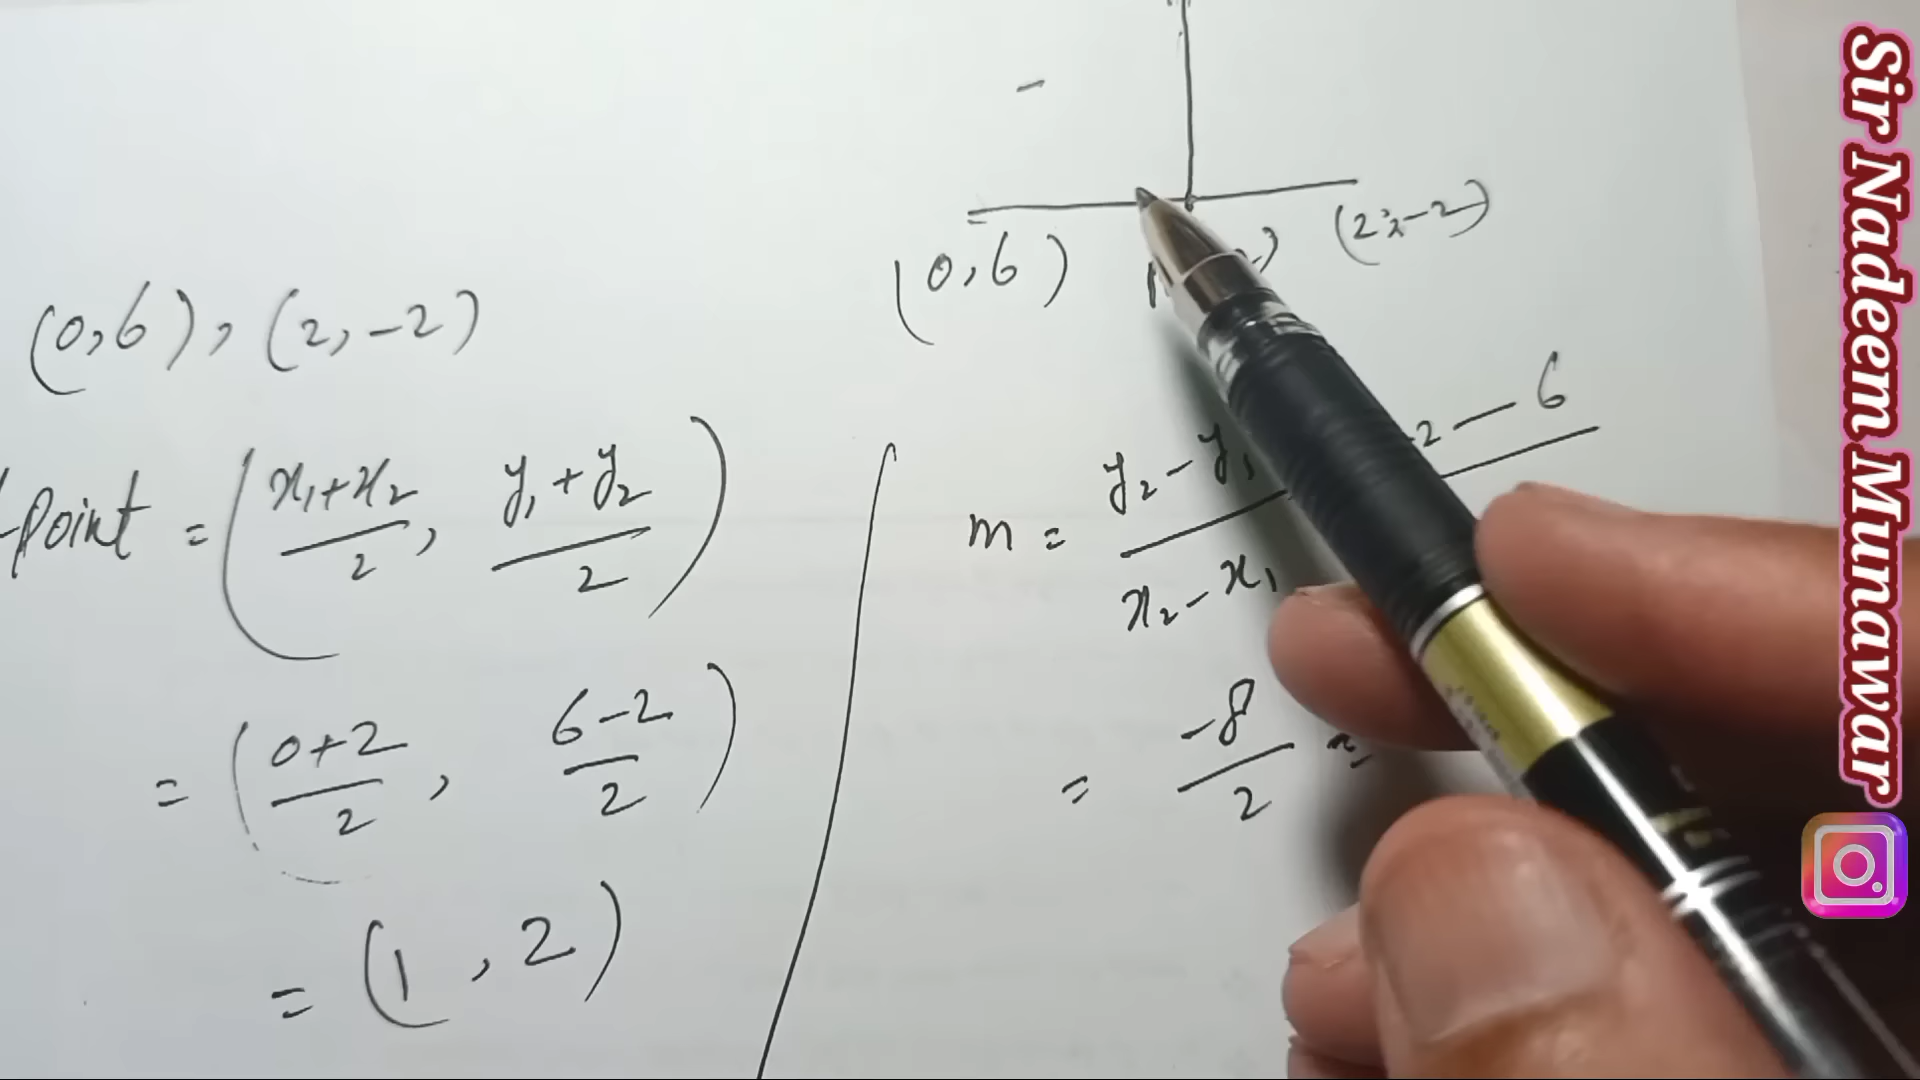 (0,6), (2,-2)
-Point = (x₁+x₂/2, y₁+y₂/2)
= (0+2/2, 6-2/2)
= (1, 2)
(0,6) (2,-2)
m = y₂-y₁/x₂-x₁ -2-6
= -8/2 =
Sir Nadeem Munawar